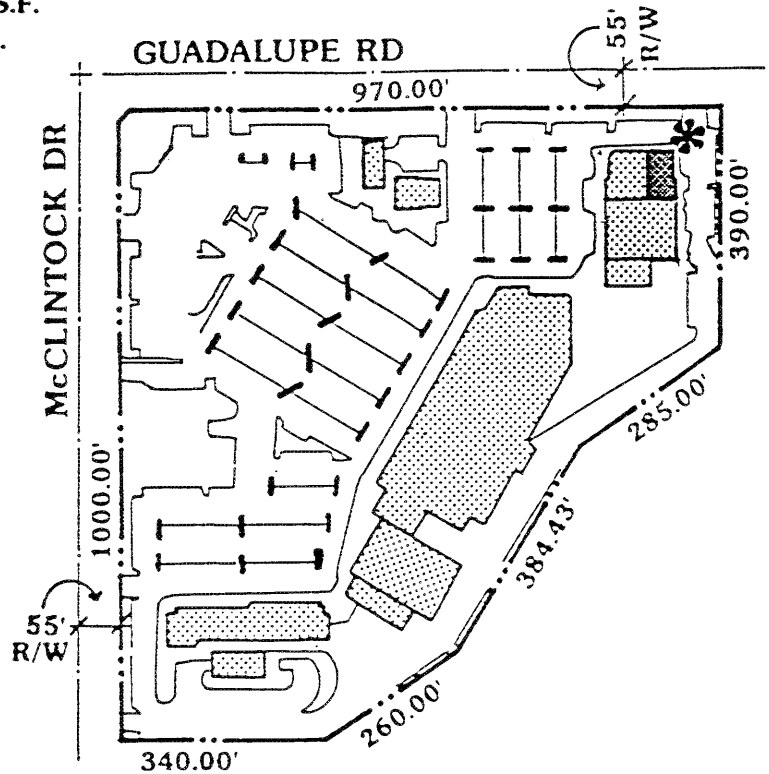 S.F.
GUADALUPE RD
55'
R/W
970.00'
McCLINTOCK DR
390.00'
285.00'
1000.00'
384.43'
55'
R/W
260.00'
340.00'